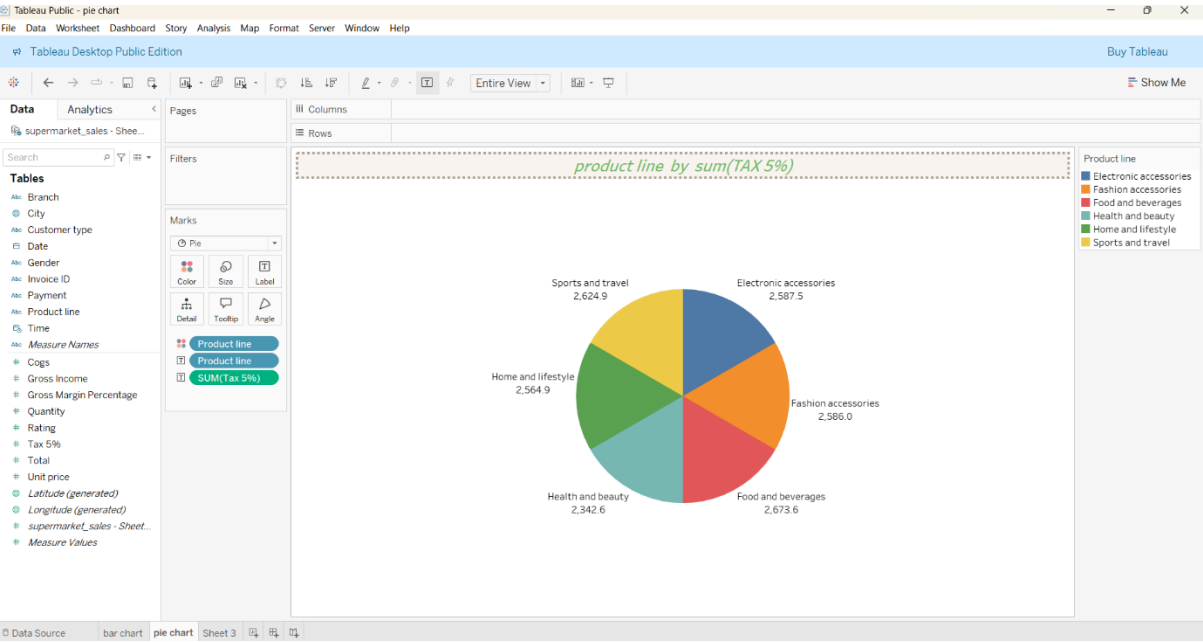 Tableau Public - pie chart
File Data Worksheet Dashboard Story Analysis Map Format Server Window Help
Tableau Desktop Public Edition
Buy Tableau
Entire View
Show Me
Data
Analytics
supermarket_sales - Shee...
Search
Tables
Abc Branch
City
Abc Customer type
Date
Abc Gender
Abc Invoice ID
Abc Payment
Abc Product line
Time
Abc Measure Names
# Cogs
# Gross Income
# Gross Margin Percentage
# Quantity
# Rating
# Tax 5%
# Total
# Unit price
Latitude (generated)
Longitude (generated)
# supermarket_sales - Sheet...
# Measure Values
Pages
Filters
Marks
Pie
Color
Size
Label
Detail
Tooltip
Angle
Product line
Product line
SUM(Tax 5%)
Columns
Rows
product line by sum(TAX 5%)
Sports and travel
2,624.9
Electronic accessories
2,587.5
Home and lifestyle
2,564.9
Fashion accessories
2,586.0
Health and beauty
2,342.6
Food and beverages
2,673.6
Product line
Electronic accessories
Fashion accessories
Food and beverages
Health and beauty
Home and lifestyle
Sports and travel
Data Source
bar chart
pie chart
Sheet 3